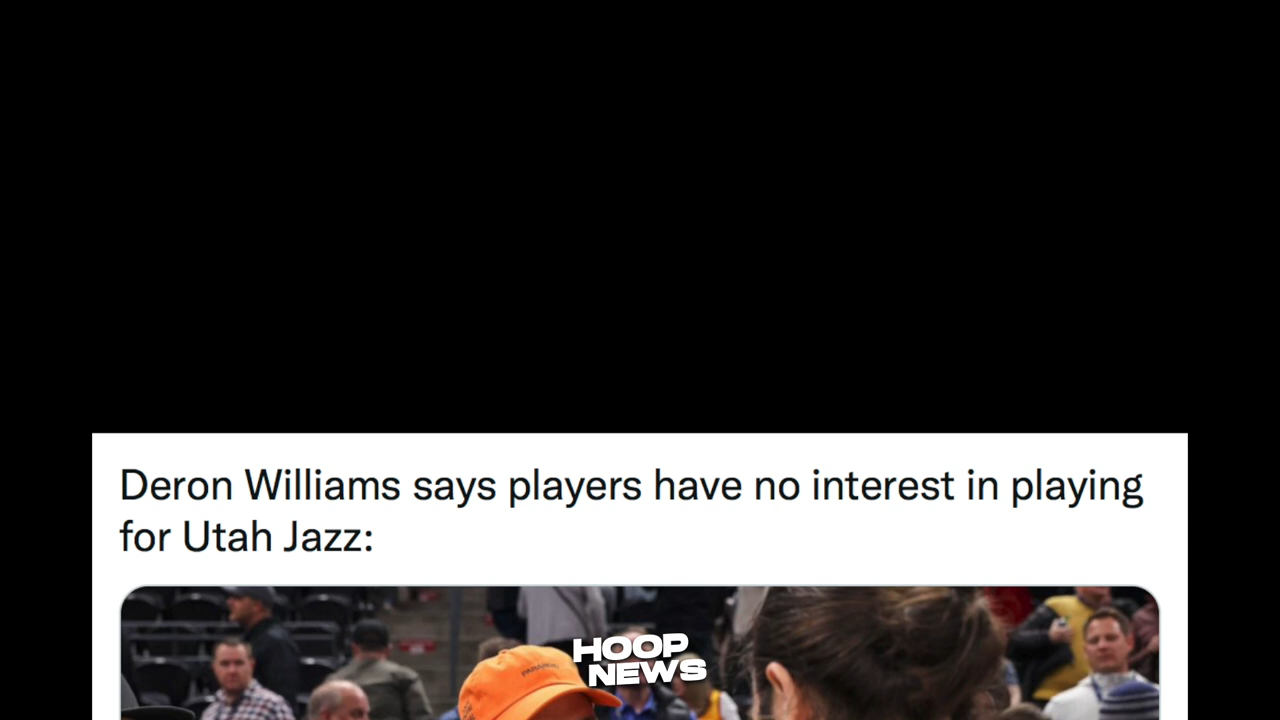 Deron Williams says players have no interest in playing
for Utah Jazz:
HOOP
NEWS